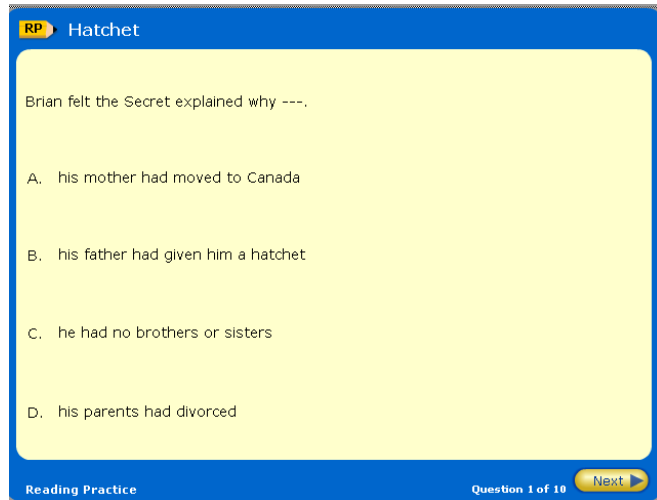 RP Hatchet
Brian felt the Secret explained why ---.
A. his mother had moved to Canada
B. his father had given him a hatchet
C. he had no brothers or sisters
D. his parents had divorced
Reading Practice Question 1 of 10 Next